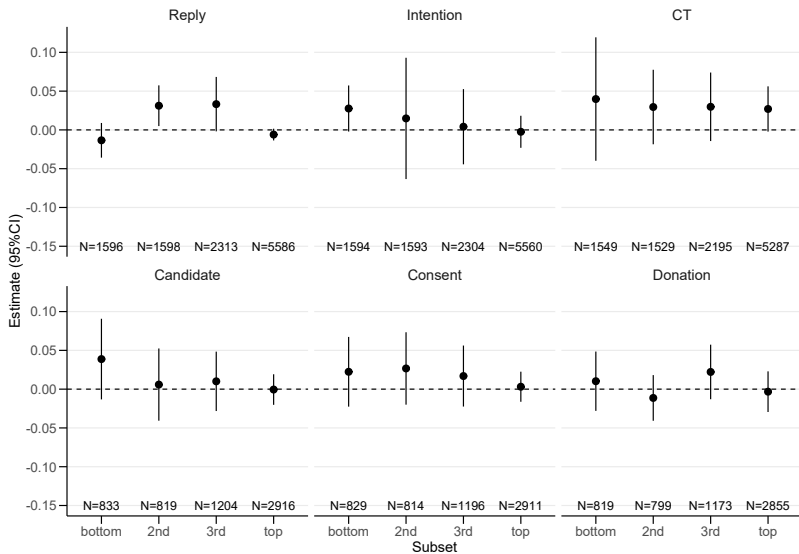 Reply Intention CT
0.10
0.05
0.00
-0.05
-0.10
-0.15
N=1596 N=1598 N=2313 N=5586 N=1594 N=1593 N=2304 N=5560 N=1549 N=1529 N=2195 N=5287
Estimate (95%CI)
Candidate Consent Donation
0.10
0.05
0.00
-0.05
-0.10
-0.15
N=833 N=819 N=1204 N=2916 N=829 N=814 N=1196 N=2911 N=819 N=799 N=1173 N=2855
bottom 2nd 3rd top bottom 2nd 3rd top bottom 2nd 3rd top
Subset